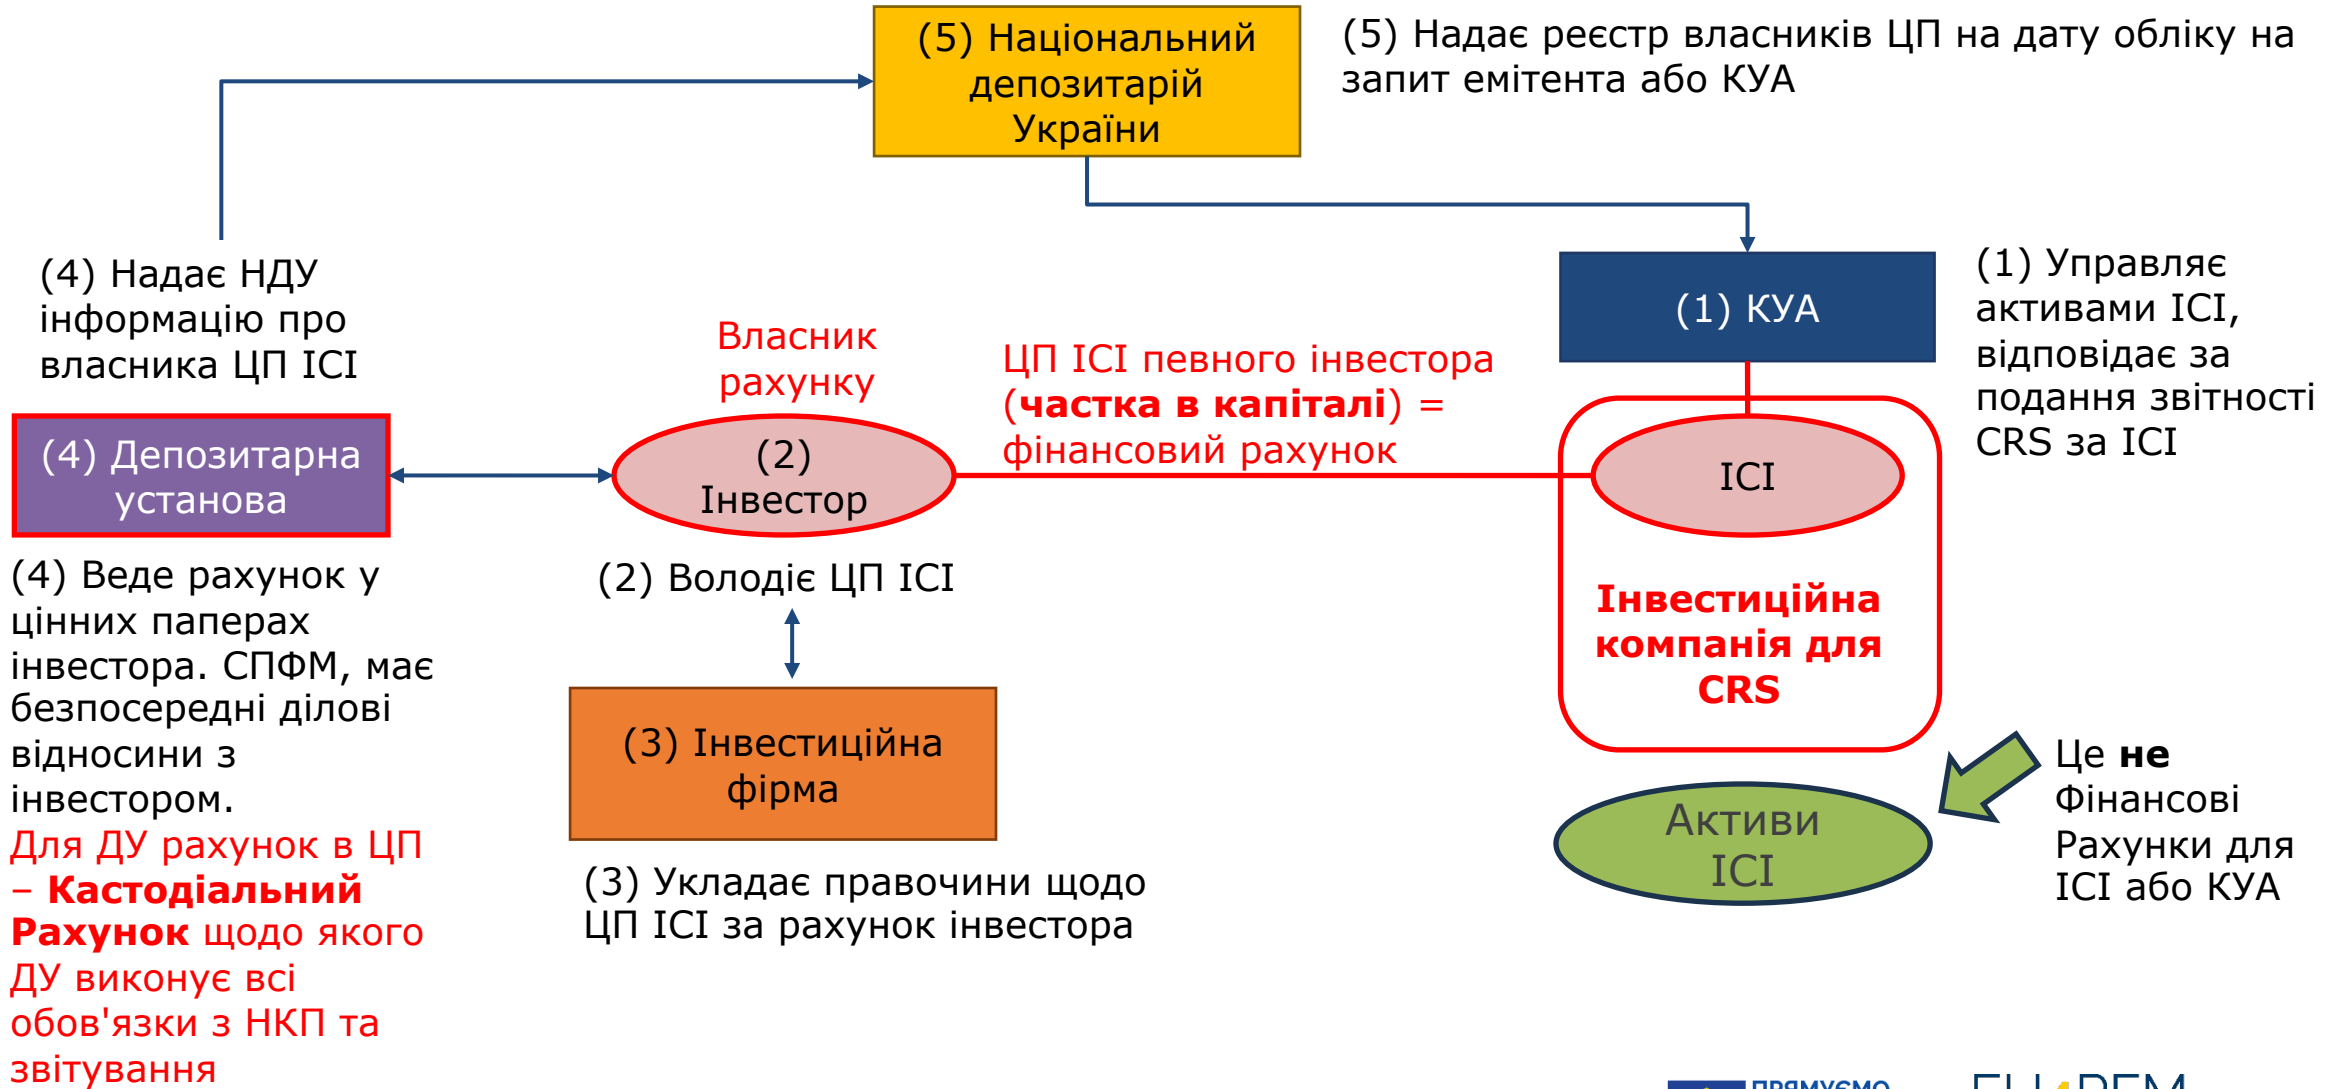 (5) Національний
депозитарій
України
(5) Надає реєстр власників ЦП на дату обліку на
запит емітента або КУА
(4) Надає НДУ
інформацію про
власника ЦП ІСІ
(1) КУА
(1) Управляє
активами ІСІ,
відповідає за
подання звітності
CRS за ІСІ
Власник
рахунку
ЦП ІСІ певного інвестора
(частка в капіталі) =
фінансовий рахунок
(4) Депозитарна
установа
(2)
Інвестор
ІСІ
(4) Веде рахунок у
цінних паперах
інвестора. СПФМ, має
безпосередні ділові
відносини з
інвестором.
Для ДУ рахунок в ЦП
– Кастодіальний
Рахунок щодо якого
ДУ виконує всі
обов'язки з НКП та
звітування
(2) Володіє ЦП ІСІ
Інвестиційна
компанія для
CRS
(3) Інвестиційна
фірма
(3) Укладає правочини щодо
ЦП ІСІ за рахунок інвестора
Активи
ІСІ
Це не
Фінансові
Рахунки для
ІСІ або КУА
ПРЯМУЄМО